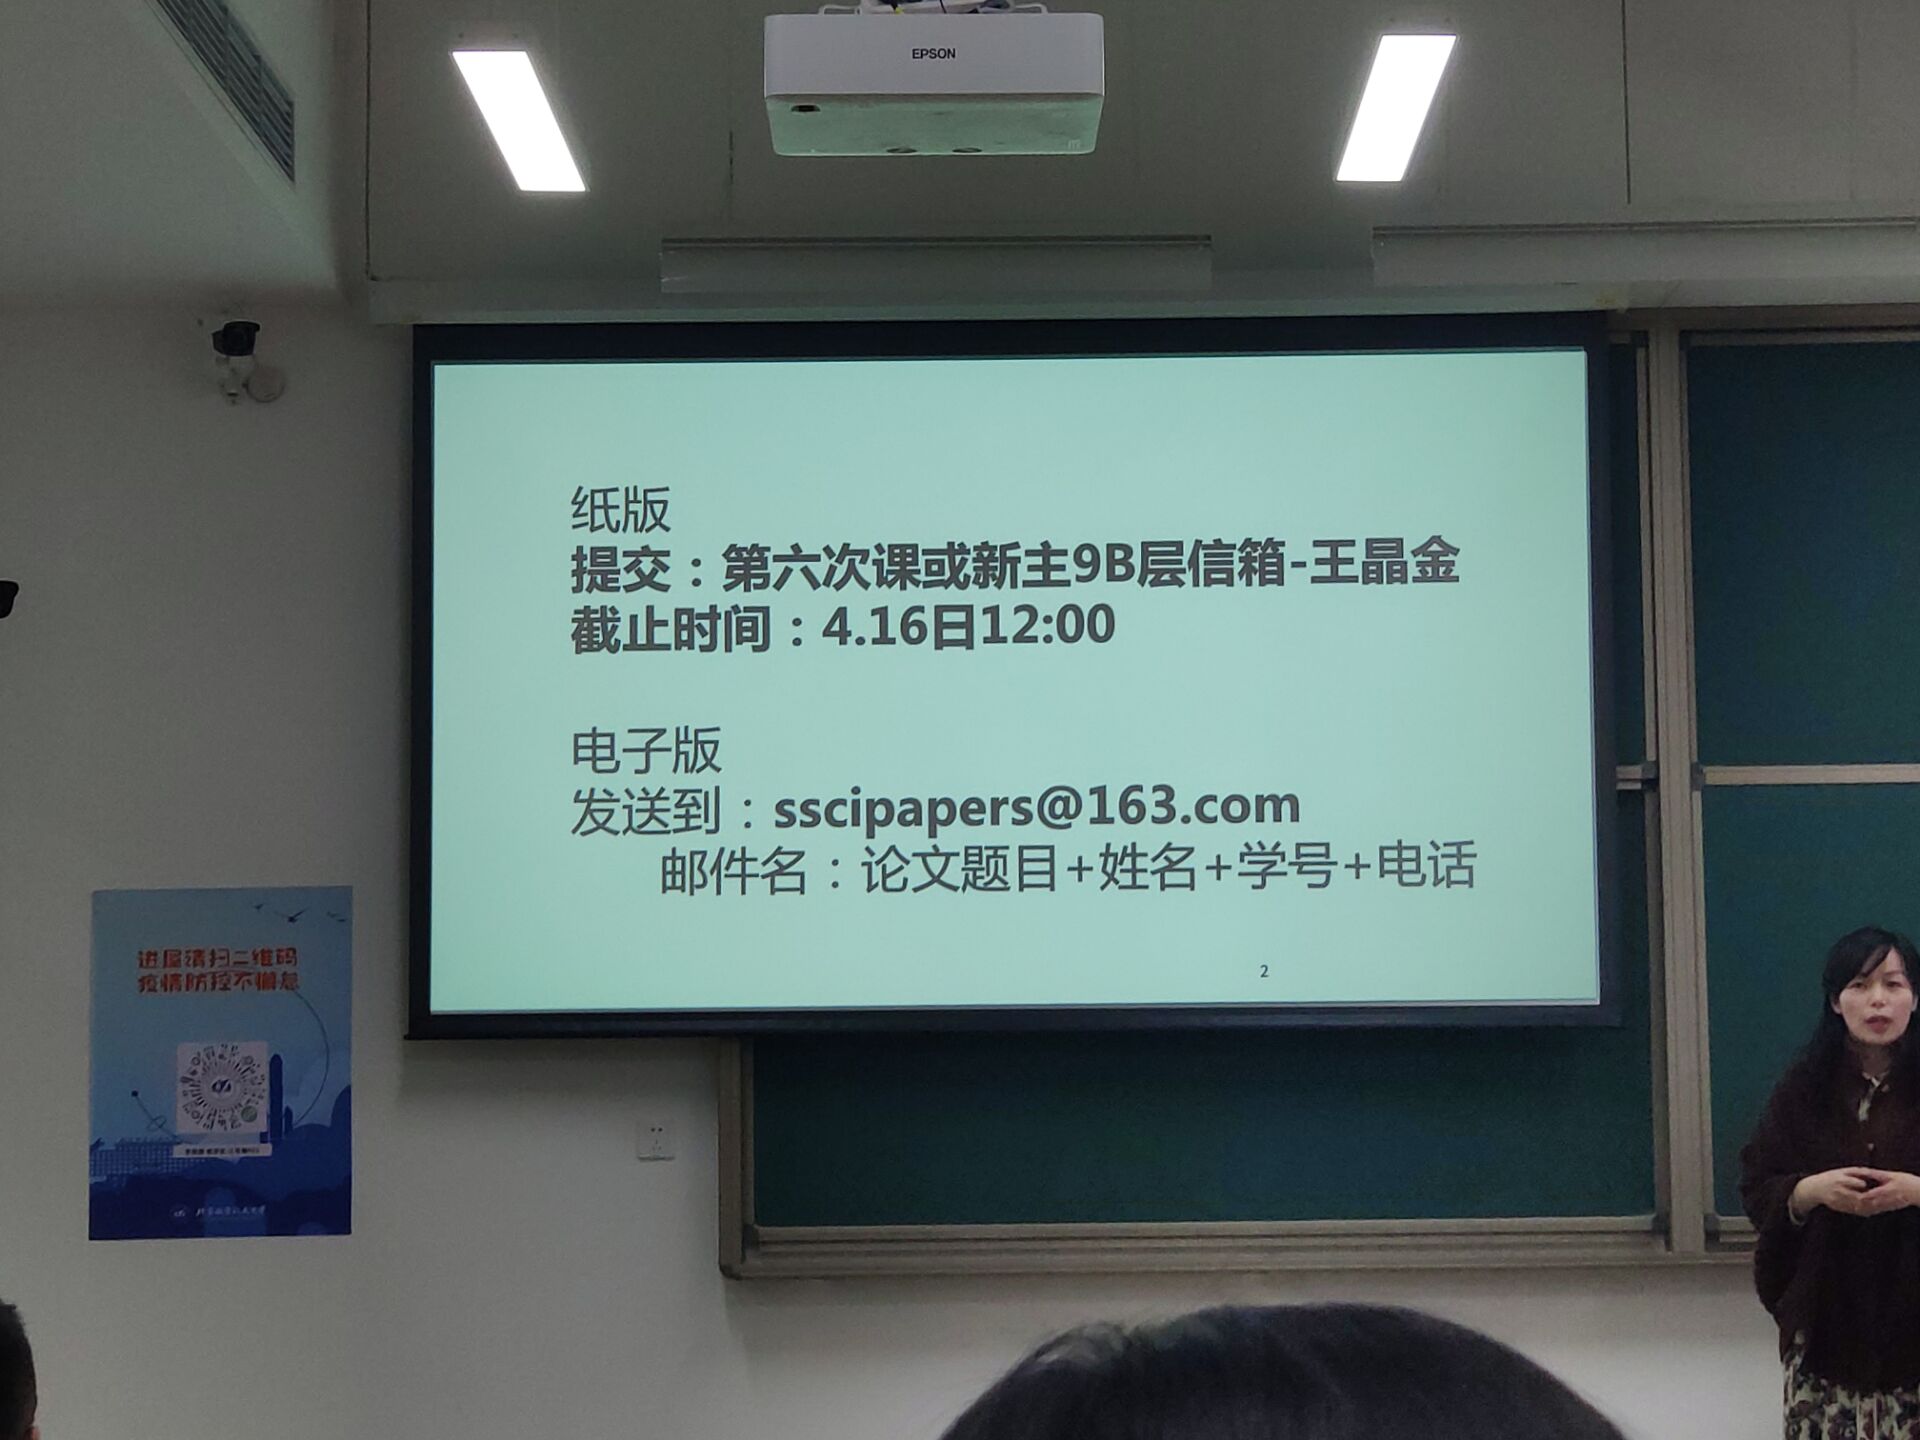 EPSON
纸版
提交：第六次课或新主9B层信箱-王晶金
截止时间：4.16日12:00
电子版
发送到：sscipapers@163.com
邮件名：论文题目+姓名+学号+电话
2
进屋请扫二维码
疫情防控不懈怠